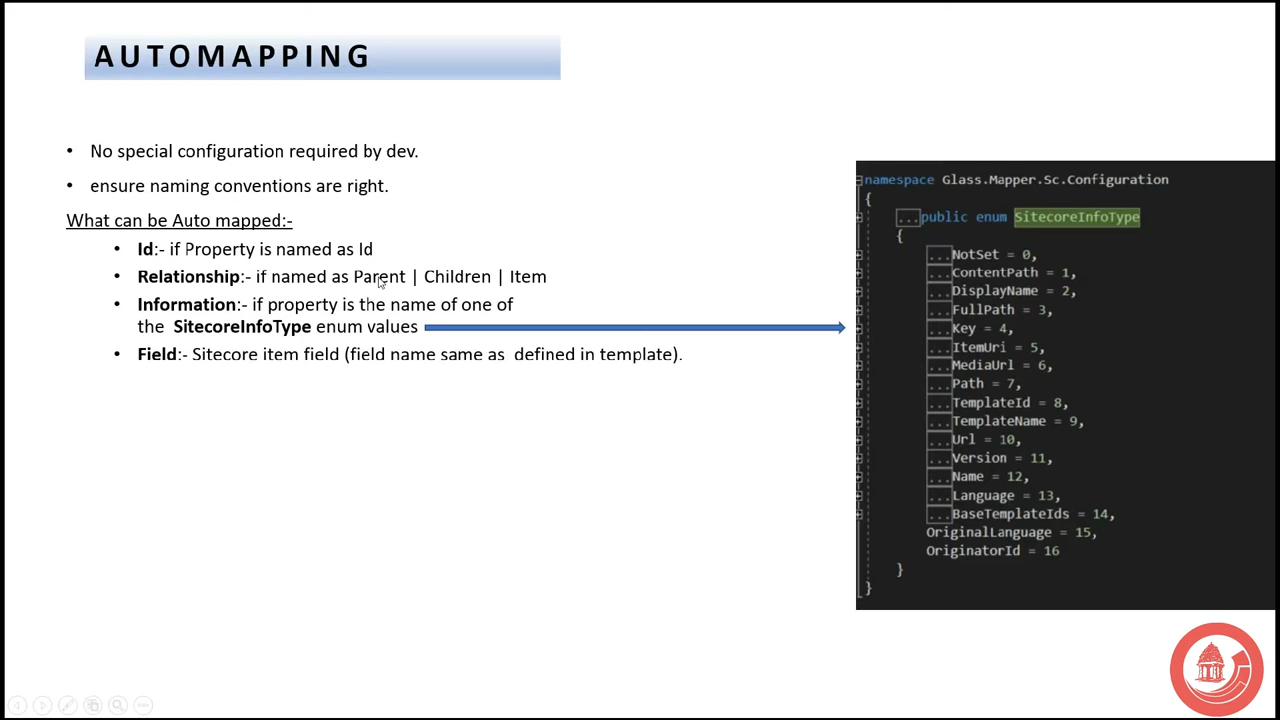 AUTOMAPPING
• No special configuration required by dev.
• ensure naming conventions are right.
What can be Auto mapped:-
• Id:- if Property is named as Id
• Relationship:- if named as Parent | Children | Item
• Information:- if property is the name of one of
the SitecoreInfoType enum values
• Field:- Sitecore item field (field name same as defined in template).
namespace Glass.Mapper.Sc.Configuration
{
...public enum SitecoreInfoType
{
...NotSet = 0,
...ContentPath = 1,
...DisplayName = 2,
...FullPath = 3,
...Key = 4,
...ItemUri = 5,
...MediaUrl = 6,
...Path = 7,
...TemplateId = 8,
...TemplateName = 9,
...Url = 10,
...Version = 11,
...Name = 12,
...Language = 13,
...BaseTemplateIds = 14,
OriginalLanguage = 15,
OriginatorId = 16
}
}